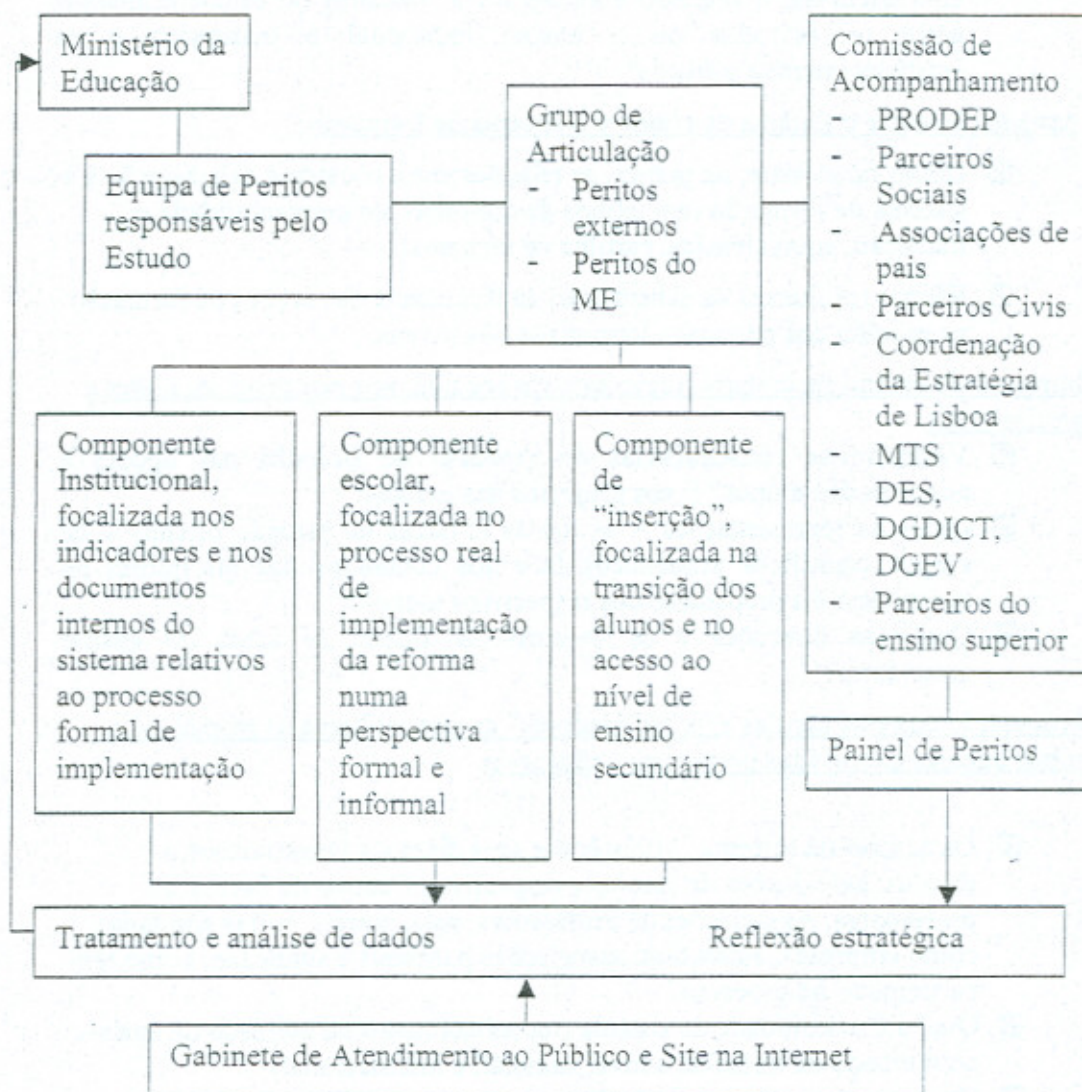 Ministério da
Educação
Equipa de Peritos
responsáveis pelo
Estudo
Grupo de
Articulação
- Peritos
externos
- Peritos do
ME
Comissão de
Acompanhamento
- PRODEP
- Parceiros
Sociais
- Associações de
pais
- Parceiros Civis
- Coordenação
da Estratégia
de Lisboa
- MTS
- DES,
DGDICT,
DGEV
- Parceiros do
ensino superior
Componente
Institucional,
focalizada nos
indicadores e nos
documentos
internos do
sistema relativos
ao processo
formal de
implementação
Componente
escolar,
focalizada no
processo real
de
implementação
da reforma
numa
perspectiva
formal e
informal
Componente
de
“inserção”,
focalizada na
transição dos
alunos e no
acesso ao
nível de
ensino
secundário
Painel de Peritos
Tratamento e análise de dados Reflexão estratégica
Gabinete de Atendimento ao Público e Site na Internet